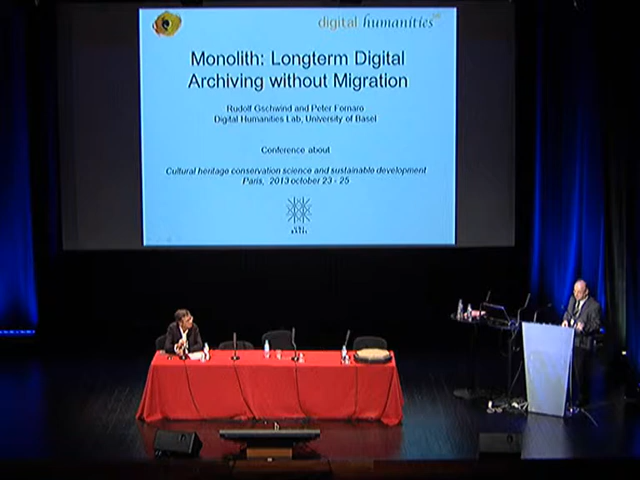 digital humanities
Monolith: Longterm Digital
Archiving without Migration
Rudolf Gschwind and Peter Fornaro
Digital Humanities Lab, University of Basel
Conference about
Cultural heritage conservation science and sustainable development
Paris, 2013 october 23 - 25